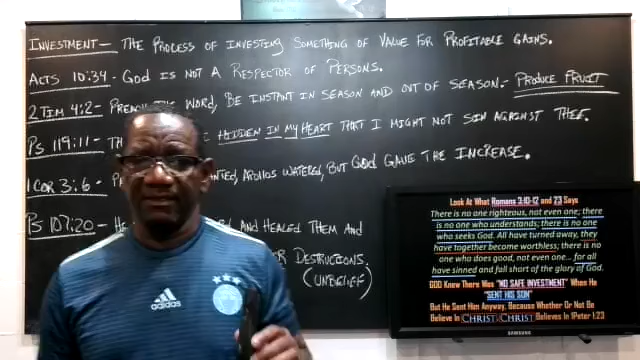 INVESTMENT — THE PROCESS OF INVESTING SOMETHING OF VALUE FOR PROFITABLE GAINS.
ACTS 10:34 - GOD IS NOT A RESPECTOR OF PERSONS.
2 TIM 4:2 - PREACH THE WORD, BE INSTANT IN SEASON AND OUT OF SEASON. - PRODUCE FRUIT
Ps 119:11 - HIDDEN IN MY HEART THAT I MIGHT NOT SIN AGAINST THEE.
1 COR 3:6 - APOLLOS WATERED, BUT GOD GAVE THE INCREASE.
Ps 107:20 - AND HEALED THEM AND
DESTRUCTIONS.
(UNBELIEF)
adidas
Look At What Romans 3:10-12 and 23 Says
There is no one righteous, not even one; there
is no one who understands; there is no one
who seeks God. All have turned away, they
have together become worthless; there is no
one who does good, not even one... for all
have sinned and fall short of the glory of God.
GOD Knew There Was "NO SAFE INVESTMENT" When He
"SENT HIS SON"
But He Sent Him Anyway. Because Whether Or Not Be
Believe In CHRIST, CHRIST Believes In 1Peter 1:23
SAMSUNG